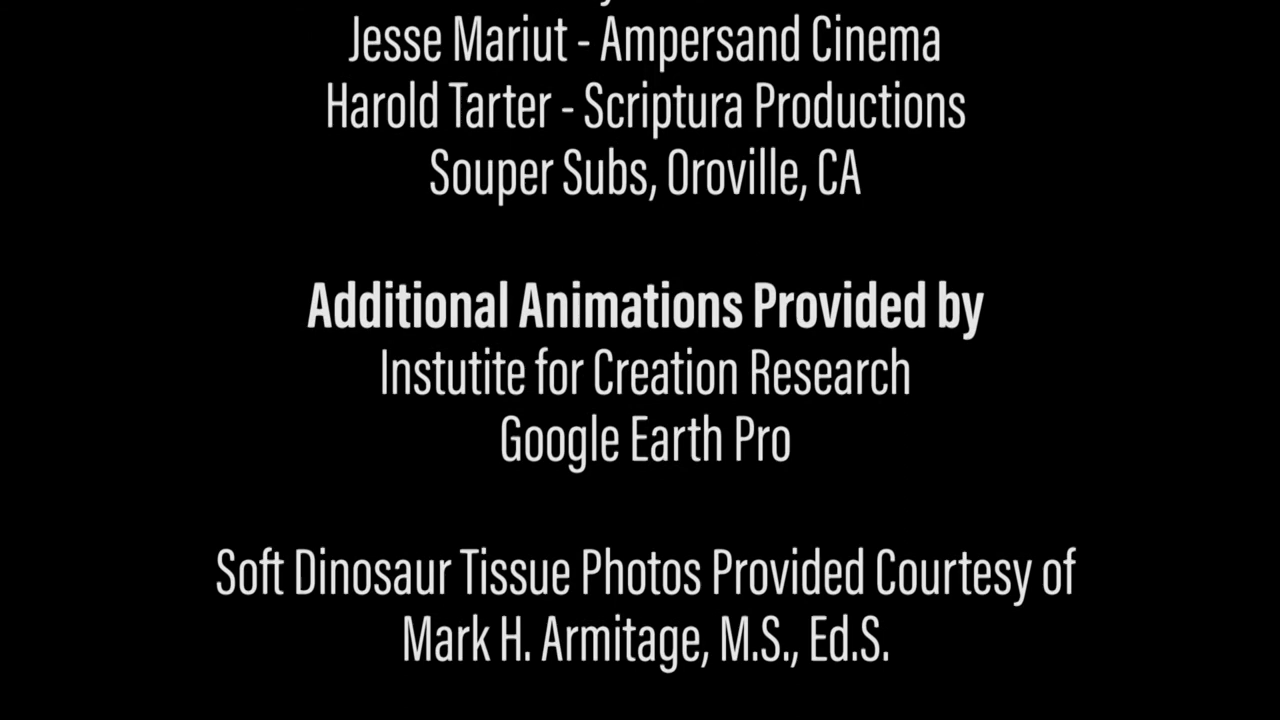 Jesse Mariut - Ampersand Cinema
Harold Tarter - Scriptura Productions
Souper Subs, Oroville, CA
Additional Animations Provided by
Instutite for Creation Research
Google Earth Pro
Soft Dinosaur Tissue Photos Provided Courtesy of
Mark H. Armitage, M.S., Ed.S.